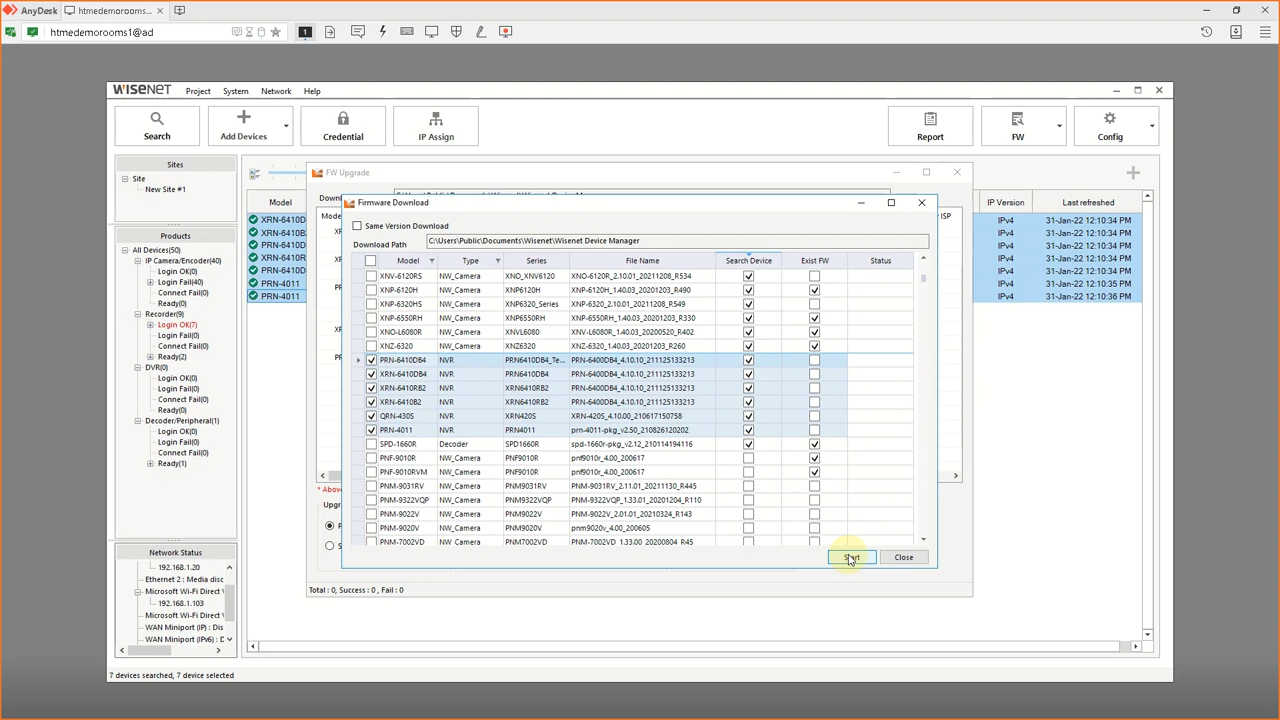 AnyDesk htmedemorooms...
htmedemorooms1@ad 1
WISENET Project System Network Help
Search Add Devices Credential IP Assign Report FW Config
Sites
Site
New Site #1
Products
All Devices(50)
IP Camera/Encoder(40)
Login OK(0)
Login Fail(40)
Connect Fail(0)
Ready(0)
Recorder(9)
Login OK(7)
Login Fail(0)
Connect Fail(0)
Ready(2)
DVR(0)
Login OK(0)
Login Fail(0)
Connect Fail(0)
Ready(0)
Decoder/Peripheral(1)
Login OK(0)
Login Fail(0)
Connect Fail(0)
Ready(1)
Network Status
192.168.1.20
Ethernet 2 : Media disc
Microsoft Wi-Fi Direct
192.168.1.103
Microsoft Wi-Fi Direct
WAN Miniport (IP) : Dis
WAN Miniport (IPv6) : D
7 devices searched, 7 device selected
Model IP Version Last refreshed
XRN-6410D IPv4 31-Jan-22 12:10:34 PM
XRN-6410B IPv4 31-Jan-22 12:10:34 PM
PRN-6410D IPv4 31-Jan-22 12:10:34 PM
XRN-6410R IPv4 31-Jan-22 12:10:34 PM
PRN-6410D IPv4 31-Jan-22 12:10:34 PM
PRN-4011 IPv4 31-Jan-22 12:10:35 PM
PRN-4011 IPv4 31-Jan-22 12:10:36 PM
FW Upgrade
Firmware Download
Same Version Download
Download Path C:\Users\Public\Documents\Wisenet\Wisenet Device Manager
Model Type Series File Name Search Device Exist FW Status
XNV-6120RS NW_Camera XNO_XNV6120 XNO-6120R_2.10.01_20211208_R534
XNP-6120H NW_Camera XNP6120H XNP-6120H_1.40.03_20201203_R490
XNP-6320HS NW_Camera XNP6320_Series XNP-6320_2.10.01_20211208_R549
XNP-6550RH NW_Camera XNP6550RH XNP-6550RH_1.40.03_20201203_R330
XNO-L6080R NW_Camera XNVL6080 XNV-L6080R_1.40.03_20200520_R402
XNZ-6320 NW_Camera XNZ6320 XNZ-6320_1.40.03_20201203_R260
PRN-6410DB4 NVR PRN6410DB4_Te... PRN-6400DB4_4.10.10_211125133213
XRN-6410DB4 NVR XRN6410DB4 PRN-6400DB4_4.10.10_211125133213
XRN-6410RB2 NVR XRN6410RB2 PRN-6400DB4_4.10.10_211125133213
XRN-6410B2 NVR XRN6410B2 PRN-6400DB4_4.10.10_211125133213
QRN-430S NVR XRN420S XRN-420S_4.10.00_210617150758
PRN-4011 NVR PRN4011 prn-4011-pkg_v2.50_210826120202
SPD-1660R Decoder SPD1660R spd-1660r-pkg_v2.12_210114194116
PNF-9010R NW_Camera PNF9010R pnf9010r_4.00_200617
PNF-9010RVM NW_Camera PNF9010R pnf9010r_4.00_200617
PNM-9031RV NW_Camera PNM9031RV PNM-9031RV_2.11.01_20211130_R445
PNM-9322VQP NW_Camera PNM9322VQP PNM-9322VQP_1.33.01_20201204_R110
PNM-9022V NW_Camera PNM9022V PNM-9022V_2.01.01_20210324_R143
PNM-9020V NW_Camera PNM9020V pnm9020v_4.00_200605
PNM-7002VD NW_Camera PNM7002VD PNM-7002VD_1.33.00_20200804_R45
Start Close
Total : 0, Success : 0 , Fail : 0